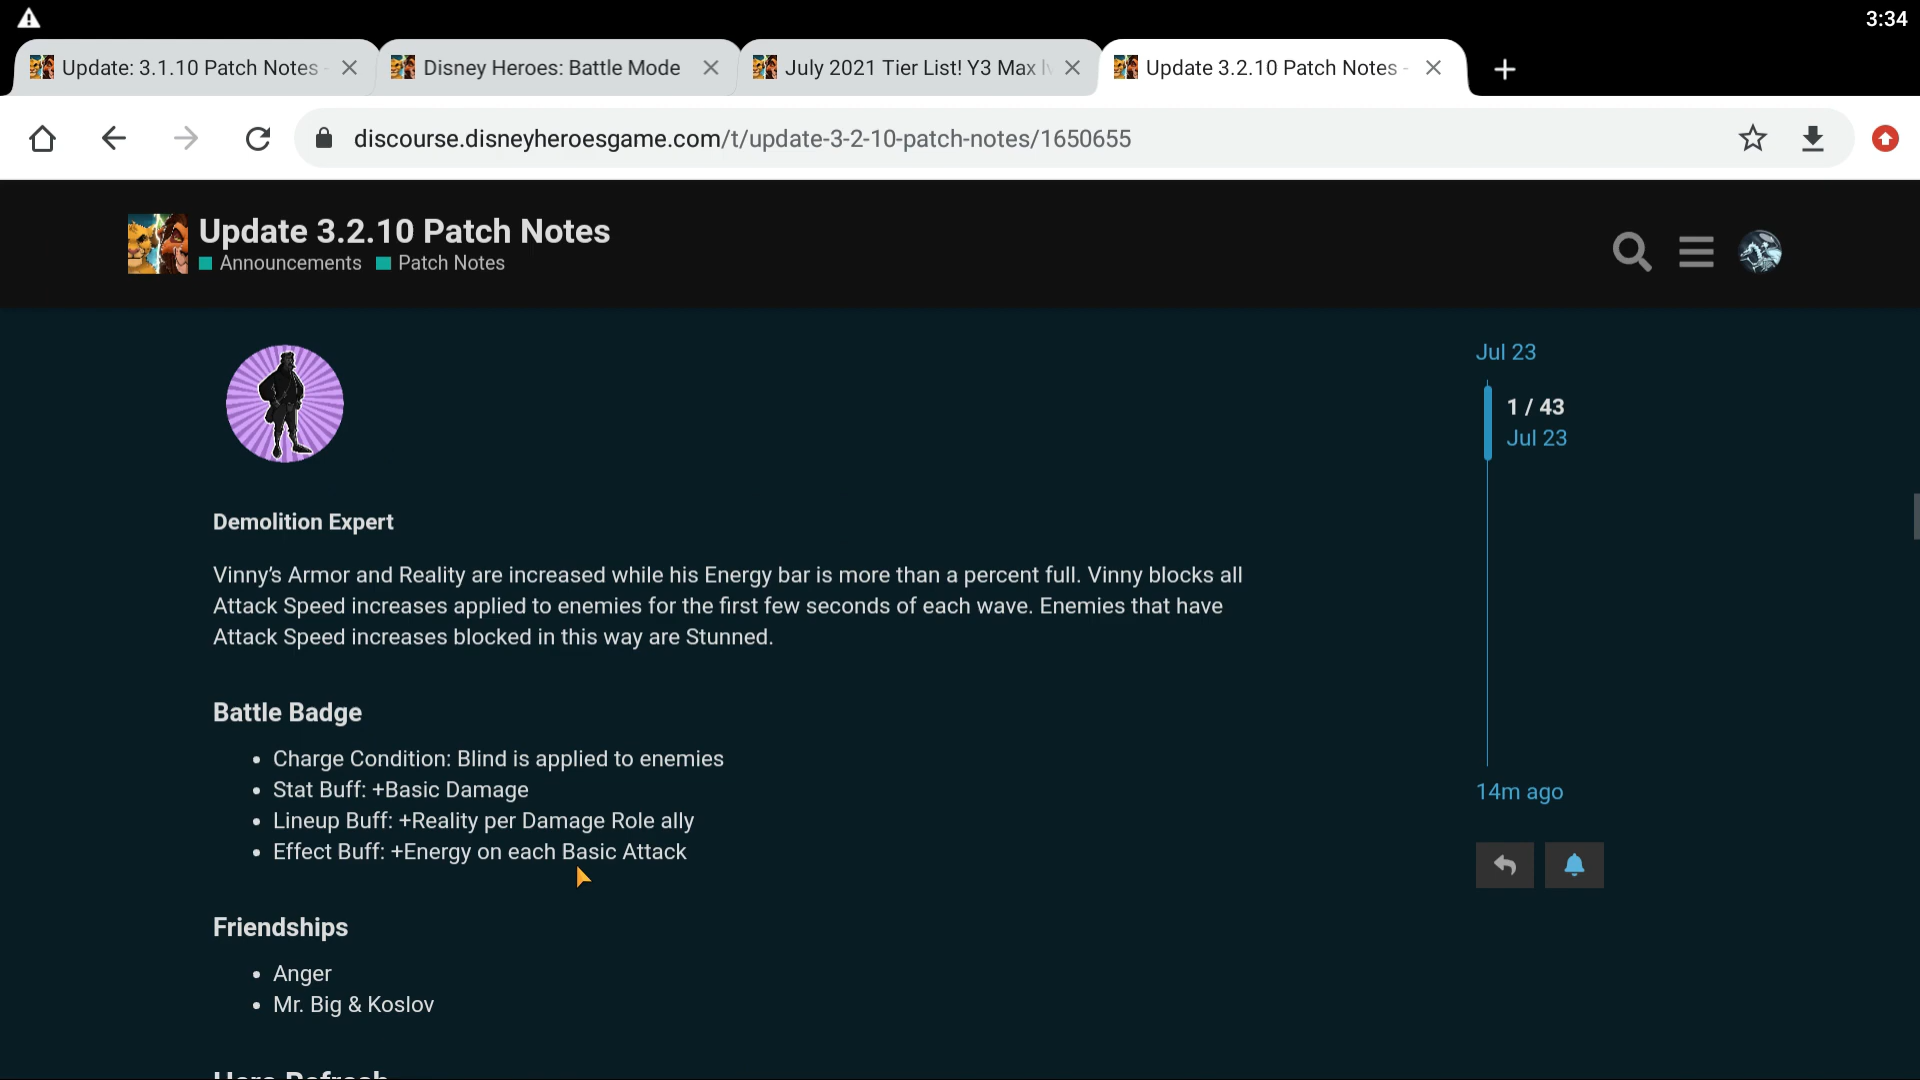 3:34
Update: 3.1.10 Patch Notes -
Disney Heroes: Battle Mode
July 2021 Tier List! Y3 Max
Update 3.2.10 Patch Notes -
discourse.disneyheroesgame.com/t/update-3-2-10-patch-notes/1650655
Update 3.2.10 Patch Notes
Announcements Patch Notes
Jul 23
1 / 43
Jul 23
Demolition Expert
Vinny’s Armor and Reality are increased while his Energy bar is more than a percent full. Vinny blocks all
Attack Speed increases applied to enemies for the first few seconds of each wave. Enemies that have
Attack Speed increases blocked in this way are Stunned.
Battle Badge
• Charge Condition: Blind is applied to enemies
• Stat Buff: +Basic Damage
• Lineup Buff: +Reality per Damage Role ally
• Effect Buff: +Energy on each Basic Attack
14m ago
Friendships
• Anger
• Mr. Big & Koslov
Hero Refresh